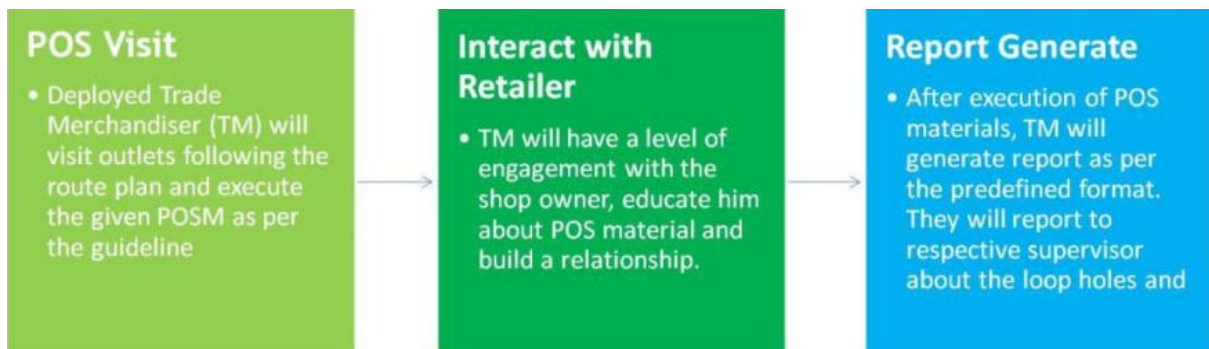 POS Visit
• Deployed Trade
Merchandiser (TM) will
visit outlets following the
route plan and execute
the given POSM as per
the guideline
Interact with
Retailer
• TM will have a level of
engagement with the
shop owner, educate him
about POS material and
build a relationship.
Report Generate
• After execution of POS
materials, TM will
generate report as per
the predefined format.
They will report to
respective supervisor
about the loop holes and